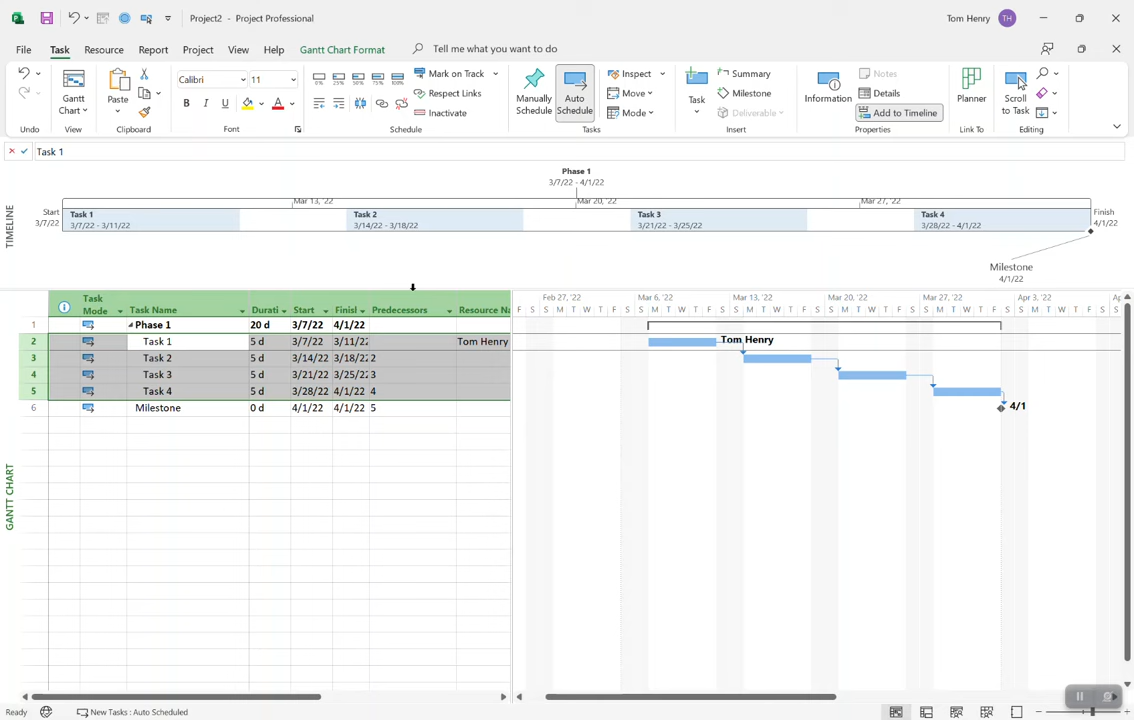 Project2 - Project Professional
Tom Henry TH
File Task Resource Report Project View Help Gantt Chart Format Tell me what you want to do
Calibri 11
Gantt Chart
Paste
Mark on Track
Respect Links
Inactivate
Manually Schedule
Auto Schedule
Inspect
Move
Mode
Task
Summary
Milestone
Deliverable
Information
Notes
Details
Add to Timeline
Planner
Scroll to Task
Undo View Clipboard Font Schedule Tasks Insert Properties Link To Editing
Task 1
TIMELINE
Phase 1
3/7/22 - 4/1/22
Mar 13, '22 Mar 20, '22 Mar 27, '22
Start
3/7/22
Task 1
3/7/22 - 3/11/22
Task 2
3/14/22 - 3/18/22
Task 3
3/21/22 - 3/25/22
Task 4
3/28/22 - 4/1/22
Finish
4/1/22
Milestone
4/1/22
GANTT CHART
Task Mode Task Name Durati Start Finisl Predecessors Resource Na
1 Phase 1 20 d 3/7/22 4/1/22
2 Task 1 5 d 3/7/22 3/11/22 Tom Henry
3 Task 2 5 d 3/14/22 3/18/22 2
4 Task 3 5 d 3/21/22 3/25/22 3
5 Task 4 5 d 3/28/22 4/1/22 4
6 Milestone 0 d 4/1/22 4/1/22 5
Feb 27, '22 Mar 6, '22 Mar 13, '22 Mar 20, '22 Mar 27, '22 Apr 3, '22 Ap
F S S M T W T F S S M T W T F S S M T W T F S S M T W T F S S M T W T F S S M T W T F S
Tom Henry
4/1
Ready New Tasks : Auto Scheduled